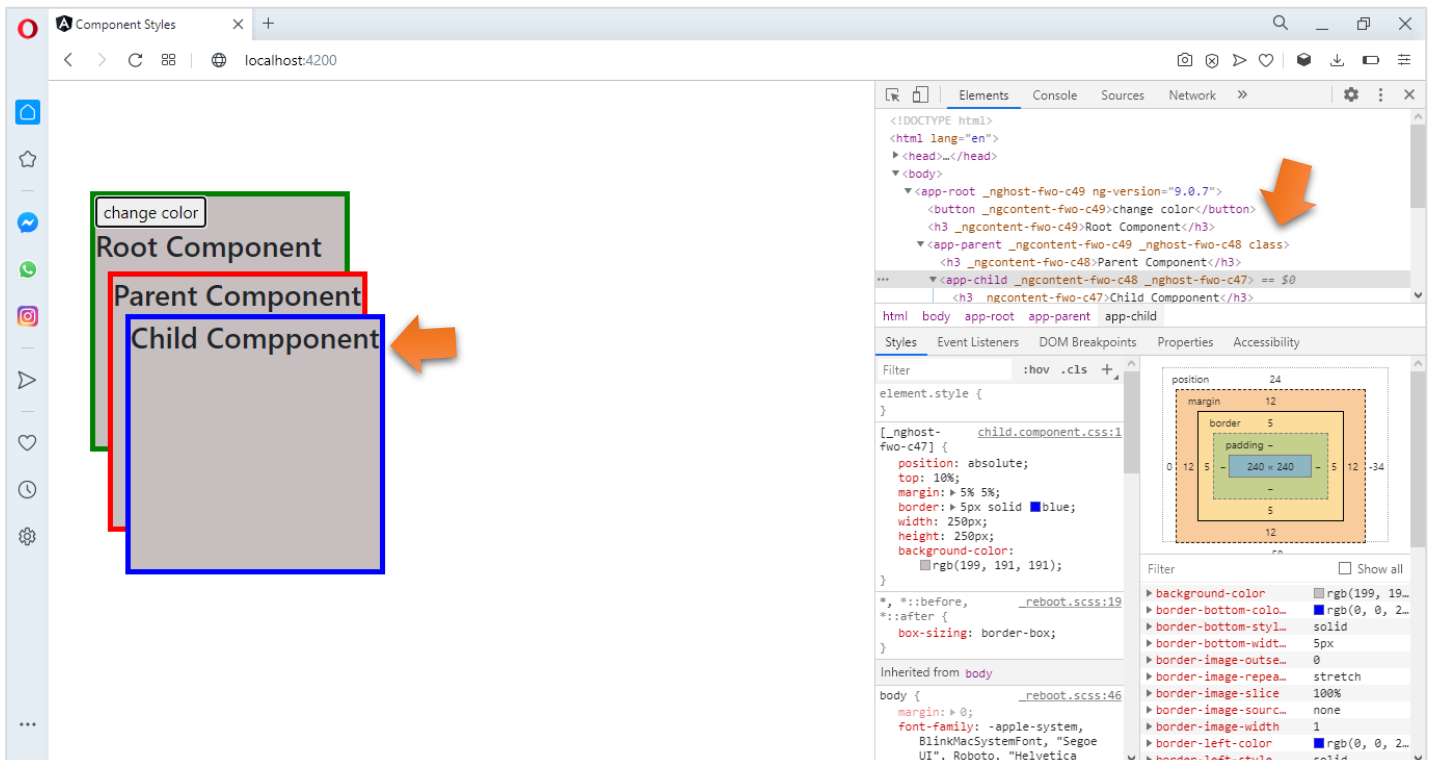 Component Styles
localhost:4200
change color
Root Component
Parent Component
Child Compponent
Elements Console Sources Network »
<!DOCTYPE html>
<html lang="en">
<head>…</head>
<body>
<app-root _nghost-fwo-c49 ng-version="9.0.7">
<button _ngcontent-fwo-c49>change color</button>
<h3 _ngcontent-fwo-c49>Root Component</h3>
<app-parent _ngcontent-fwo-c49 _nghost-fwo-c48 class>
<h3 _ngcontent-fwo-c48>Parent Component</h3>
... <app-child _ngcontent-fwo-c48 _nghost-fwo-c47> == $0
<h3 _ngcontent-fwo-c47>Child Compponent</h3>
html body app-root app-parent app-child
Styles Event Listeners DOM Breakpoints Properties Accessibility
Filter :hov .cls +
element.style {
}
[_nghost- child.component.css:1
fwo-c47] {
position: absolute;
top: 10%;
margin: 5% 5%;
border: 5px solid blue;
width: 250px;
height: 250px;
background-color:
rgb(199, 191, 191);
}
*, *::before, _reboot.scss:19
*::after {
box-sizing: border-box;
}
Inherited from body
body { _reboot.scss:46
margin: 0;
font-family: -apple-system,
BlinkMacSystemFont, "Segoe
UI", Roboto, "Helvetica
position 24
margin 12
border 5
padding –
0 12 5 – 240 × 240 – 5 12 -34
–
5
12
Filter Show all
background-color rgb(199, 19…
border-bottom-colo… rgb(0, 0, 2…
border-bottom-styl… solid
border-bottom-widt… 5px
border-image-outse… 0
border-image-repea… stretch
border-image-slice 100%
border-image-sourc… none
border-image-width 1
border-left-color rgb(0, 0, 2…
border-left-style solid